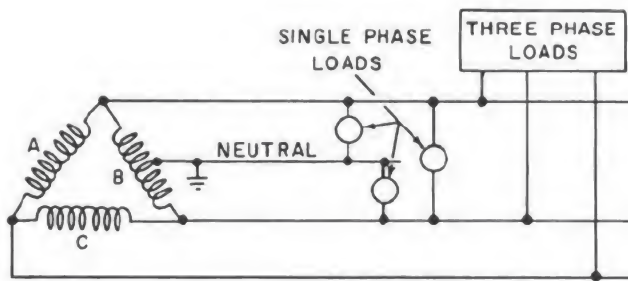 SINGLE PHASE
LOADS
THREE PHASE
LOADS
A
B
NEUTRAL
C